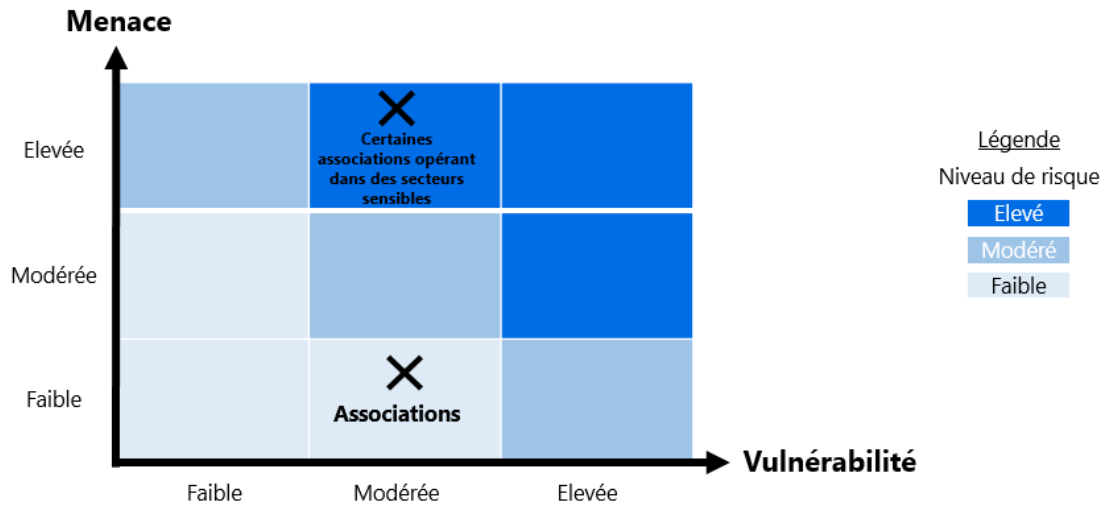 Menace
Elevée
Certaines
associations opérant
dans des secteurs
sensibles
Modérée
Faible
Associations
Vulnérabilité
Faible
Modérée
Elevée
Légende
Niveau de risque
Elevé
Modéré
Faible